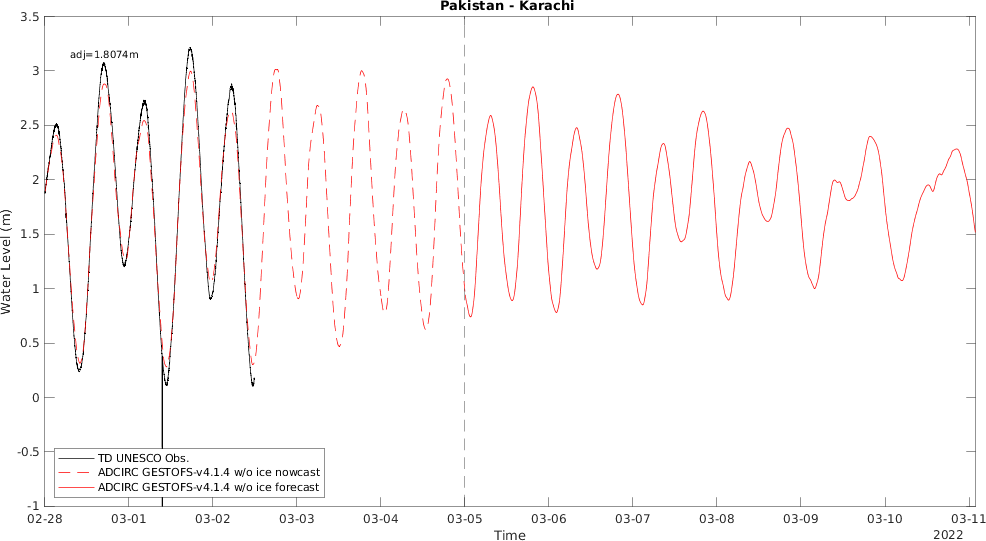 Pakistan - Karachi
3.5
3
2.5
2
1.5
1
0.5
0
-0.5
-1
Water Level (m)
adj=1.8074m
TD UNESCO Obs.
ADCIRC GESTOFS-v4.1.4 w/o ice nowcast
ADCIRC GESTOFS-v4.1.4 w/o ice forecast
02-28 03-01 03-02 03-03 03-04 03-05 03-06 03-07 03-08 03-09 03-10 03-11
Time
2022